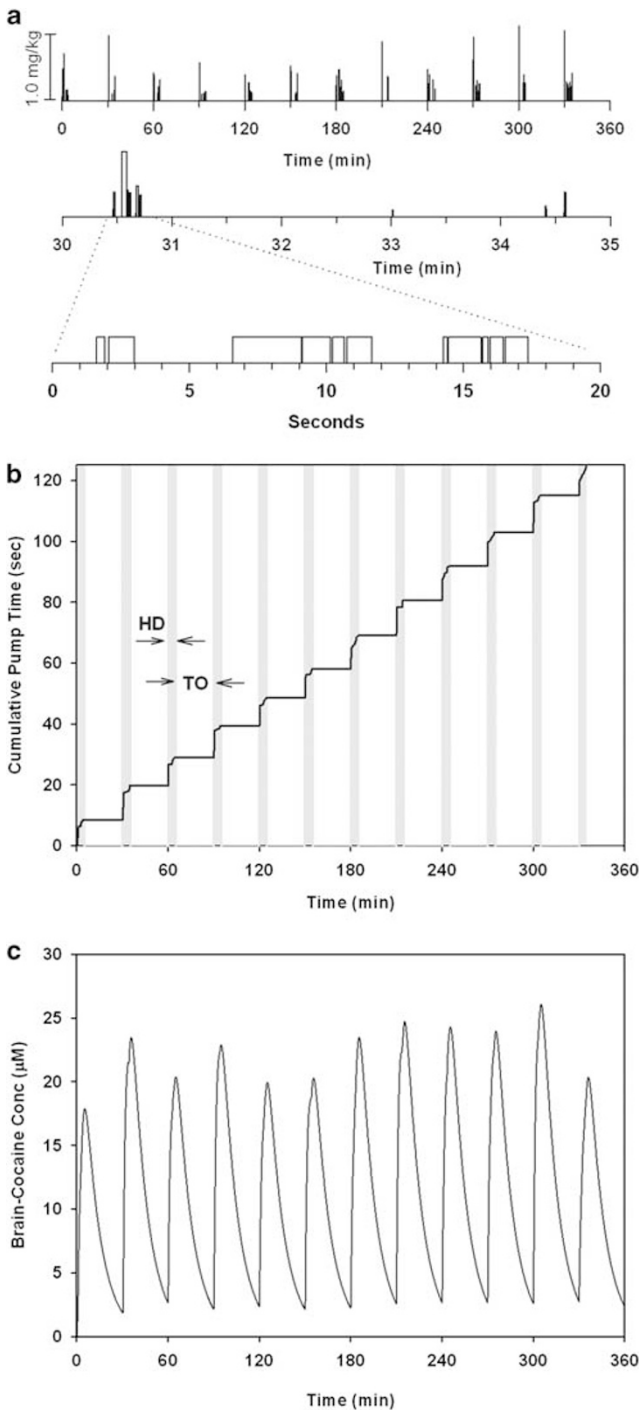 a
1.0 mg/kg
0 60 120 180 240 300 360
Time (min)
30 31 32 33 34 35
Time (min)
0 5 10 15 20
Seconds
b
Cumulative Pump Time (sec)
120
100
80
60
40
20
0
HD
TO
0 60 120 180 240 300 360
Time (min)
c
Brain-Cocaine Conc (µM)
30
25
20
15
10
5
0
0 60 120 180 240 300 360
Time (min)